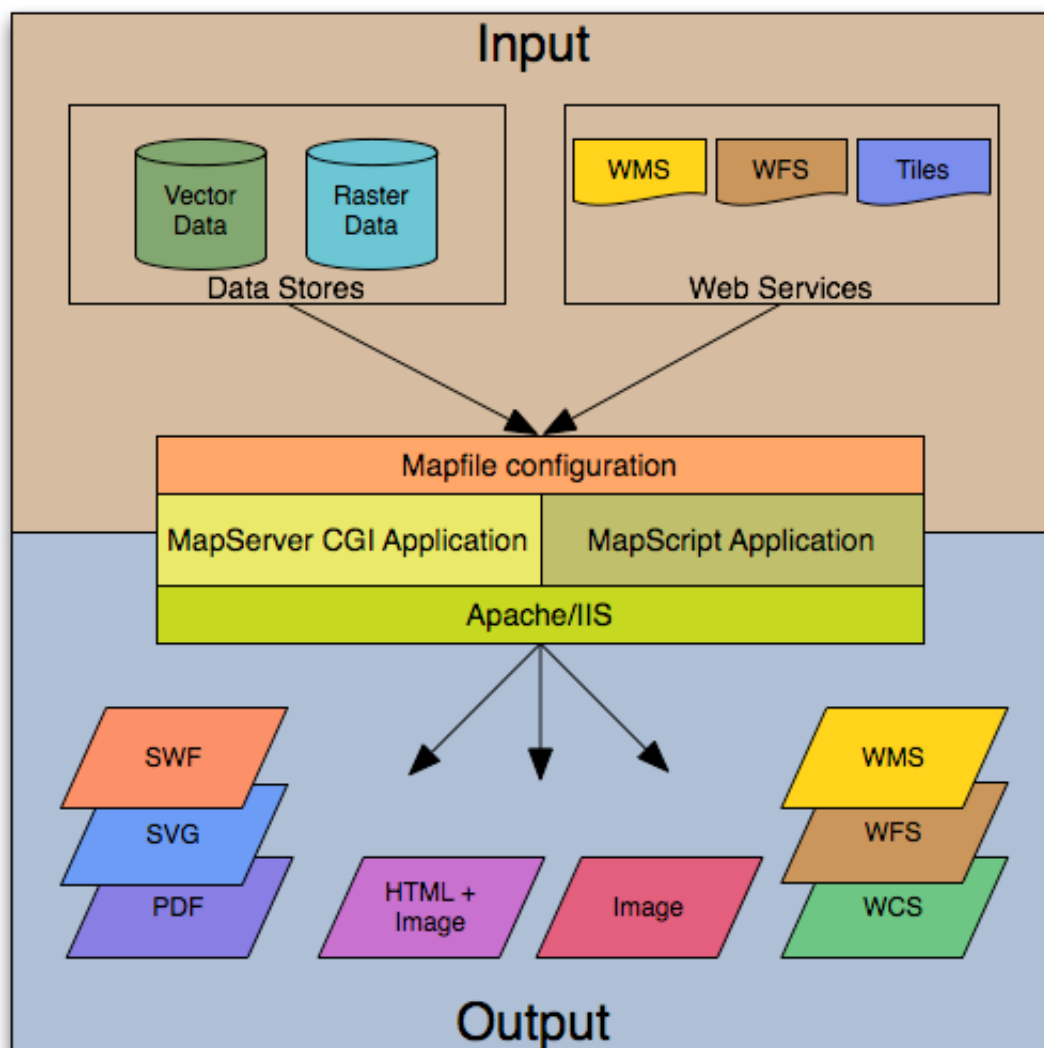 Input
Vector
Data
Raster
Data
Data Stores
WMS
WFS
Tiles
Web Services
Mapfile configuration
MapServer CGI Application
MapScript Application
Apache/IIS
SWF
SVG
PDF
HTML +
Image
Image
WMS
WFS
WCS
Output